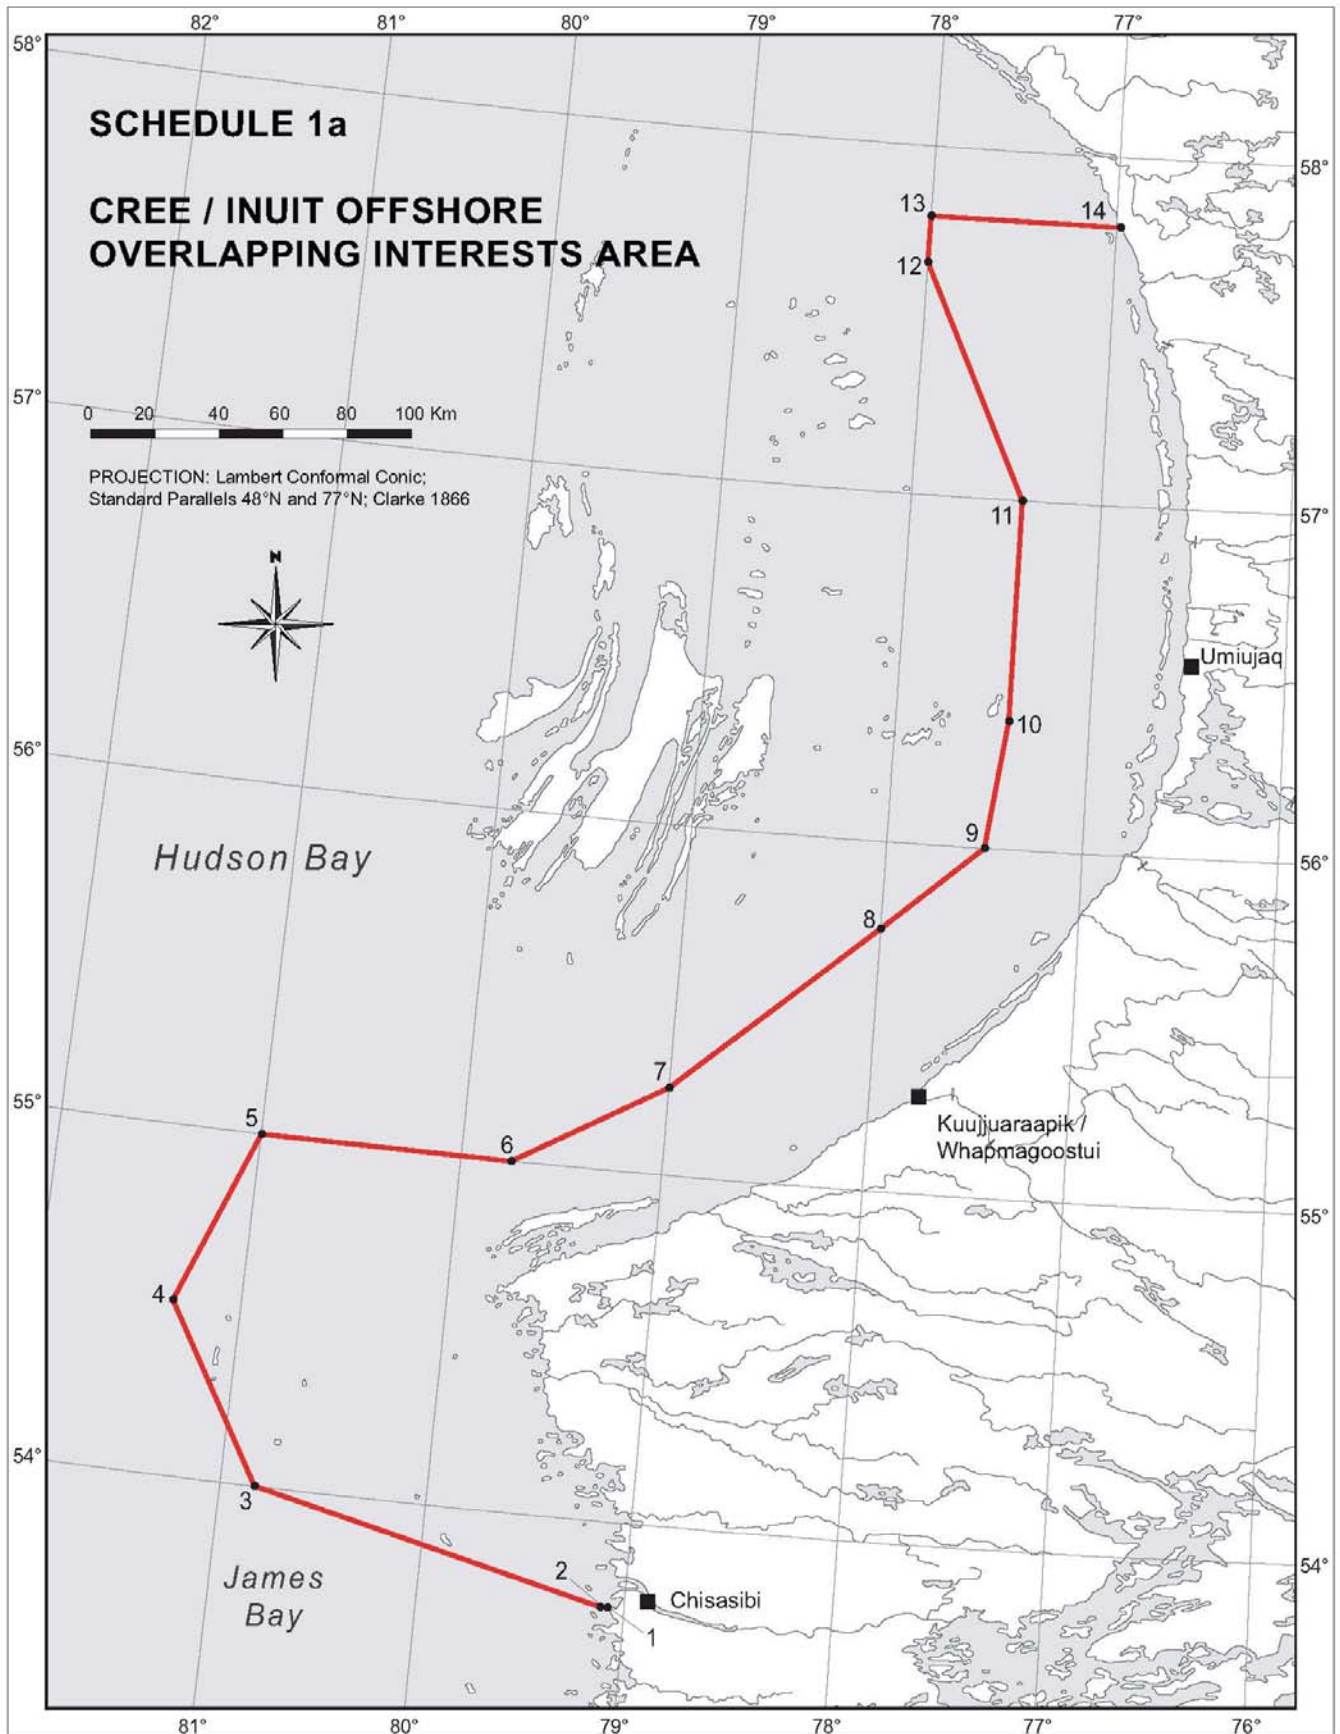 82° 81° 80° 79° 78° 77°
58°
SCHEDULE 1a
58°
CREE / INUIT OFFSHORE
OVERLAPPING INTERESTS AREA
13
14
12
57°
0 20 40 60 80 100 Km
PROJECTION: Lambert Conformal Conic;
Standard Parallels 48°N and 77°N; Clarke 1866
11
57°
N
Umiujaq
10
56°
9
Hudson Bay
56°
8
7
55°
5
Kuujjuaraapik /
Whapmagoostui
6
55°
4
54°
3
54°
2
James
Bay
Chisasibi
1
81° 80° 79° 78° 77° 76°